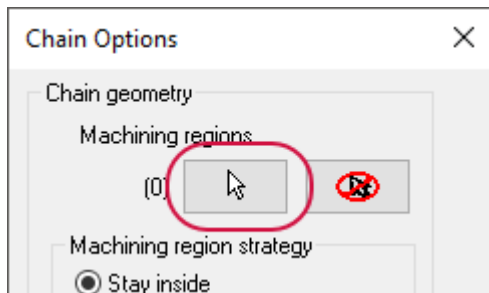 Chain Options
Chain geometry
Machining regions
(0)
Machining region strategy
Stay inside